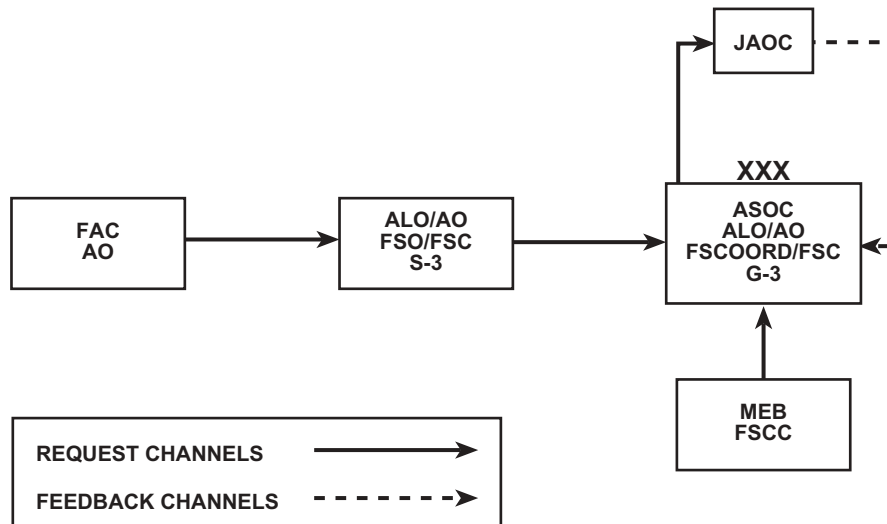 JAOC
XXX
FAC
AO
ALO/AO
FSO/FSC
S-3
ASOC
ALO/AO
FSCOORD/FSC
G-3
MEB
FSCC
REQUEST CHANNELS
FEEDBACK CHANNELS